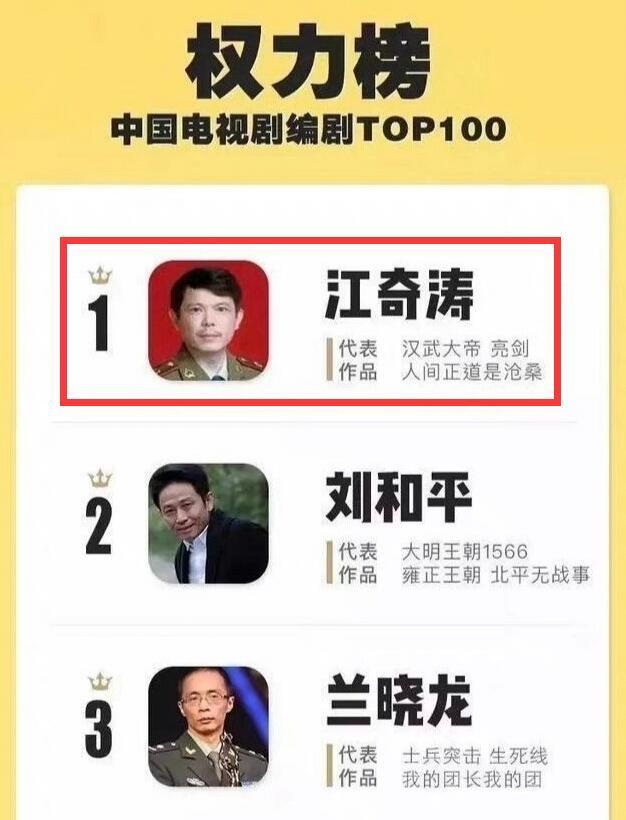 权力榜
中国电视剧编剧TOP100
1
江奇涛
代表 汉武大帝 亮剑
作品 人间正道是沧桑
2
刘和平
代表 大明王朝1566
作品 雍正王朝 北平无战事
3
兰晓龙
代表 士兵突击 生死线
作品 我的团长我的团